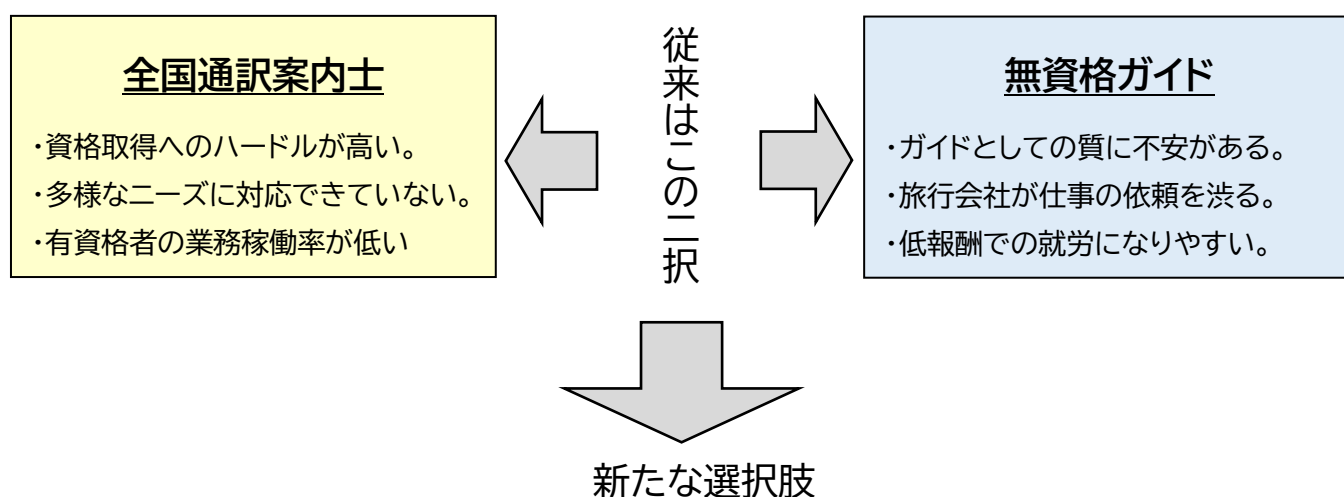 全国通訳案内士
・資格取得へのハードルが高い。
・多様なニーズに対応できていない。
・有資格者の業務稼働率が低い
従来はこの二択
無資格ガイド
・ガイドとしての質に不安がある。
・旅行会社が仕事の依頼を渋る。
・低報酬での就労になりやすい。
新たな選択肢